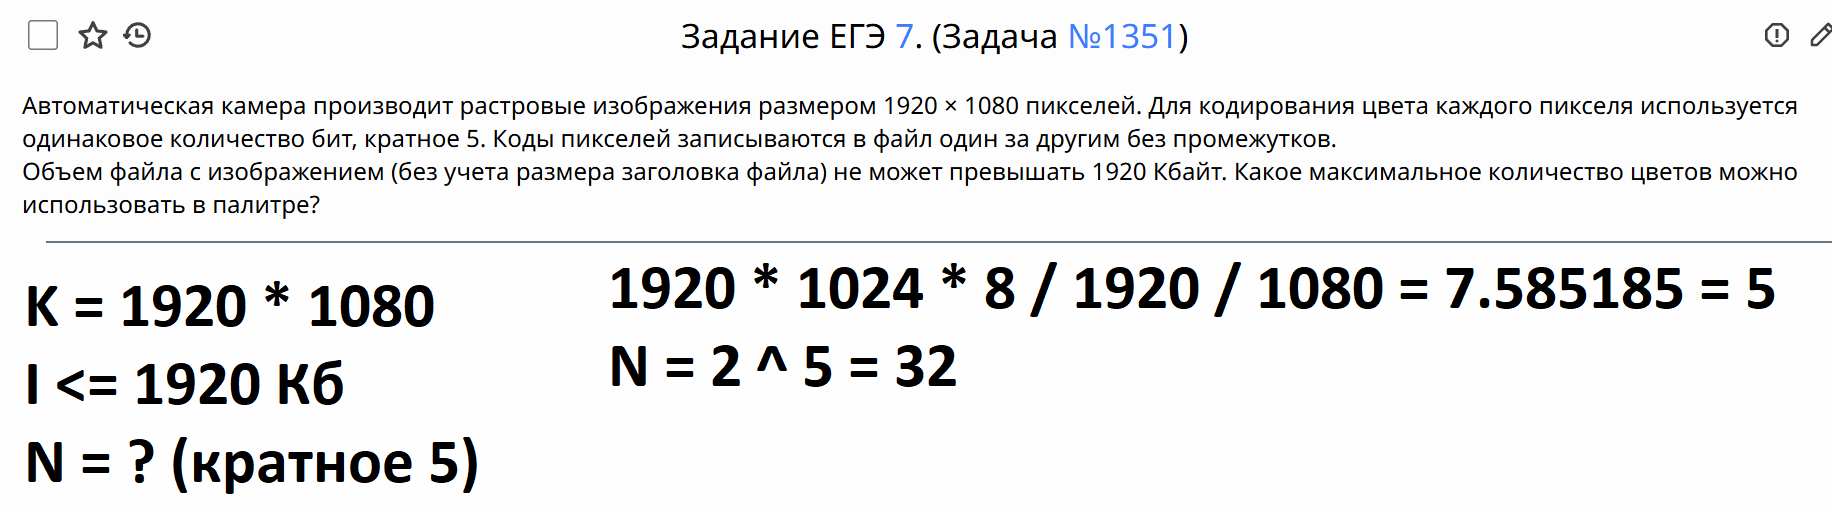 Задание ЕГЭ 7. (Задача №1351)
Автоматическая камера производит растровые изображения размером 1920 × 1080 пикселей. Для кодирования цвета каждого пикселя используется
одинаковое количество бит, кратное 5. Коды пикселей записываются в файл один за другим без промежутков.
Объем файла с изображением (без учета размера заголовка файла) не может превышать 1920 Кбайт. Какое максимальное количество цветов можно
использовать в палитре?
K = 1920 * 1080
I <= 1920 Кб
N = ? (кратное 5)
1920 * 1024 * 8 / 1920 / 1080 = 7.585185 = 5
N = 2 ^ 5 = 32